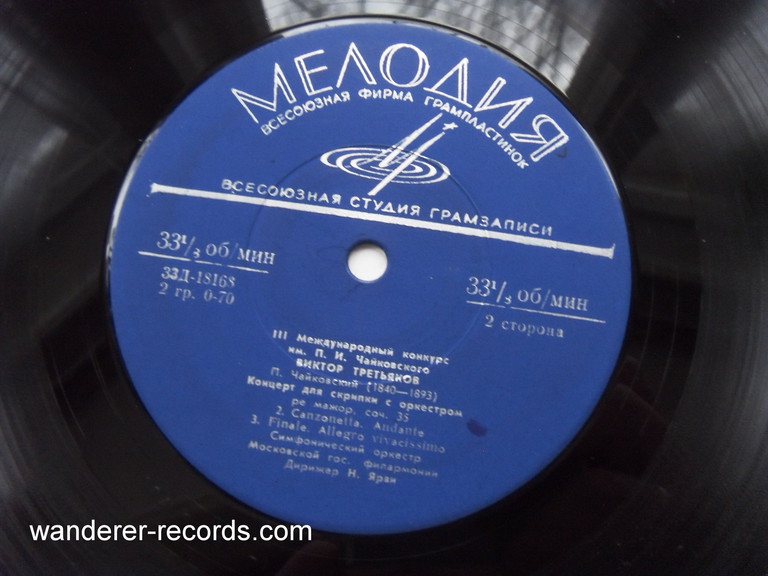 МЕЛОДИЯ
ВСЕСОЮЗНАЯ ФИРМА ГРАМПЛАСТИНОК
ВСЕСОЮЗНАЯ СТУДИЯ ГРАМЗАПИСИ
33⅓ об/мин
33Д-18168
2 гр. 0-70
33⅓ об/мин
2 сторона
III Международный конкурс
им. П. И. Чайковского
ВИКТОР ТРЕТЬЯКОВ
П. Чайковский (1840—1893)
Концерт для скрипки с оркестром
ре мажор, соч. 35
2. Canzonetta. Andante
3. Finale. Allegro vivacissimo
Симфонический оркестр
Московской гос. филармонии
Дирижер Н. Ярви
wanderer-records.com